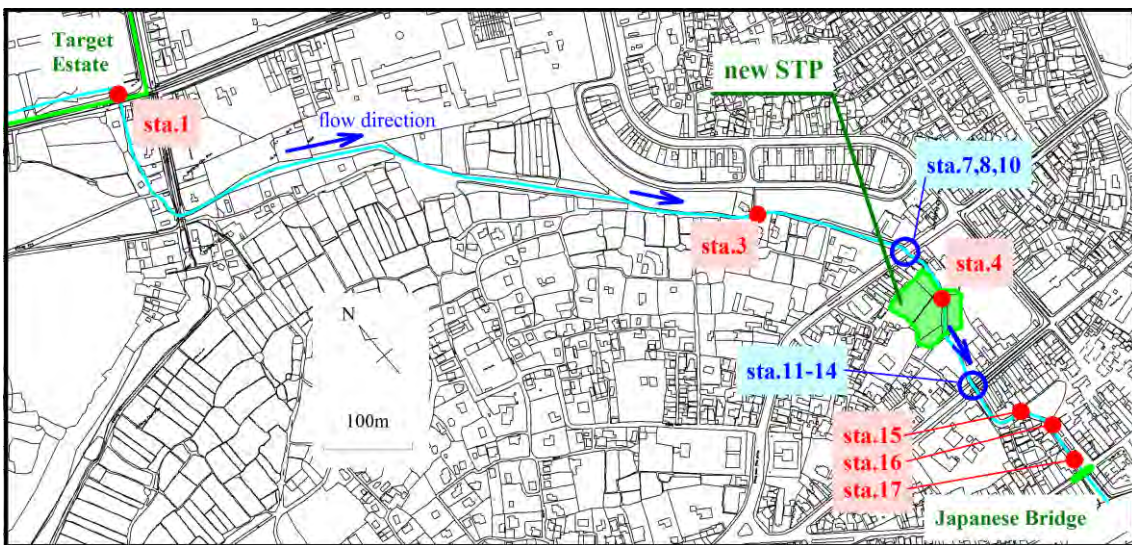 Target
Estate
new STP
sta.1
flow direction
sta.7,8,10
sta.3
sta.4
N
sta.11-14
100m
sta.15
sta.16
sta.17
Japanese Bridge